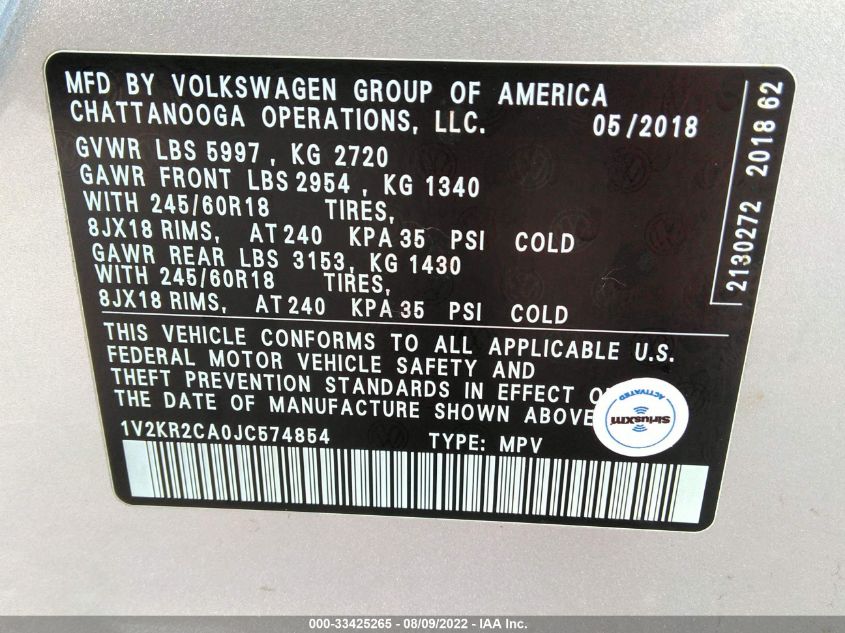 MFD BY VOLKSWAGEN GROUP OF AMERICA
CHATTANOOGA OPERATIONS, LLC. 05/2018
GVWR LBS 5997 , KG 2720
GAWR FRONT LBS 2954 , KG 1340
WITH 245/60R18 TIRES,
8JX18 RIMS, AT 240 KPA 35 PSI COLD
GAWR REAR LBS 3153, KG 1430
WITH 245/60R18 TIRES,
8JX18 RIMS, AT 240 KPA 35 PSI COLD
THIS VEHICLE CONFORMS TO ALL APPLICABLE U.S.
FEDERAL MOTOR VEHICLE SAFETY AND
THEFT PREVENTION STANDARDS IN EFFECT
THE DATE OF MANUFACTURE SHOWN ABOVE
1V2KR2CA0JC574854 TYPE: MPV
2130272 2018 62
SiriusXM
ACTIVATED
000-33425265 - 08/09/2022 - IAA Inc.